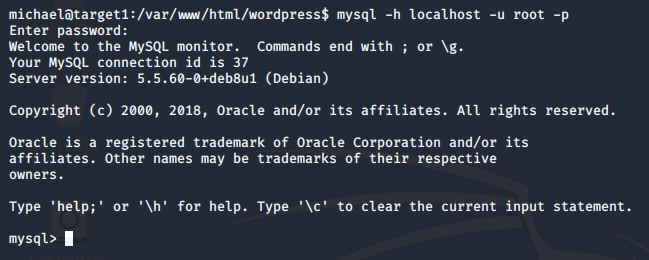 michael@target1:/var/www/html/wordpress$ mysql -h localhost -u root -p
Enter password:
Welcome to the MySQL monitor.  Commands end with ; or \g.
Your MySQL connection id is 37
Server version: 5.5.60-0+deb8u1 (Debian)
Copyright (c) 2000, 2018, Oracle and/or its affiliates. All rights reserved.
Oracle is a registered trademark of Oracle Corporation and/or its
affiliates. Other names may be trademarks of their respective
owners.
Type 'help;' or '\h' for help. Type '\c' to clear the current input statement.
mysql>